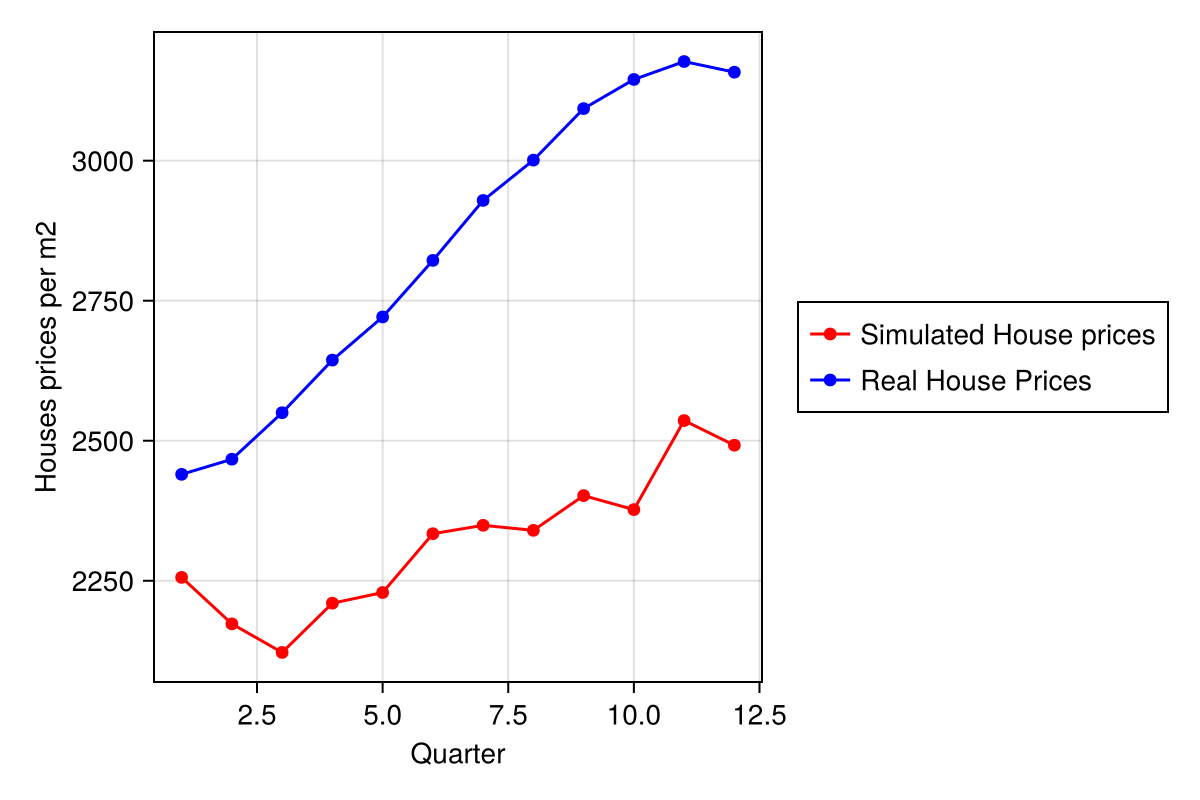 Houses prices per m2
3000
2750
2500
2250
2.5 5.0 7.5 10.0 12.5
Quarter
Simulated House prices
Real House Prices